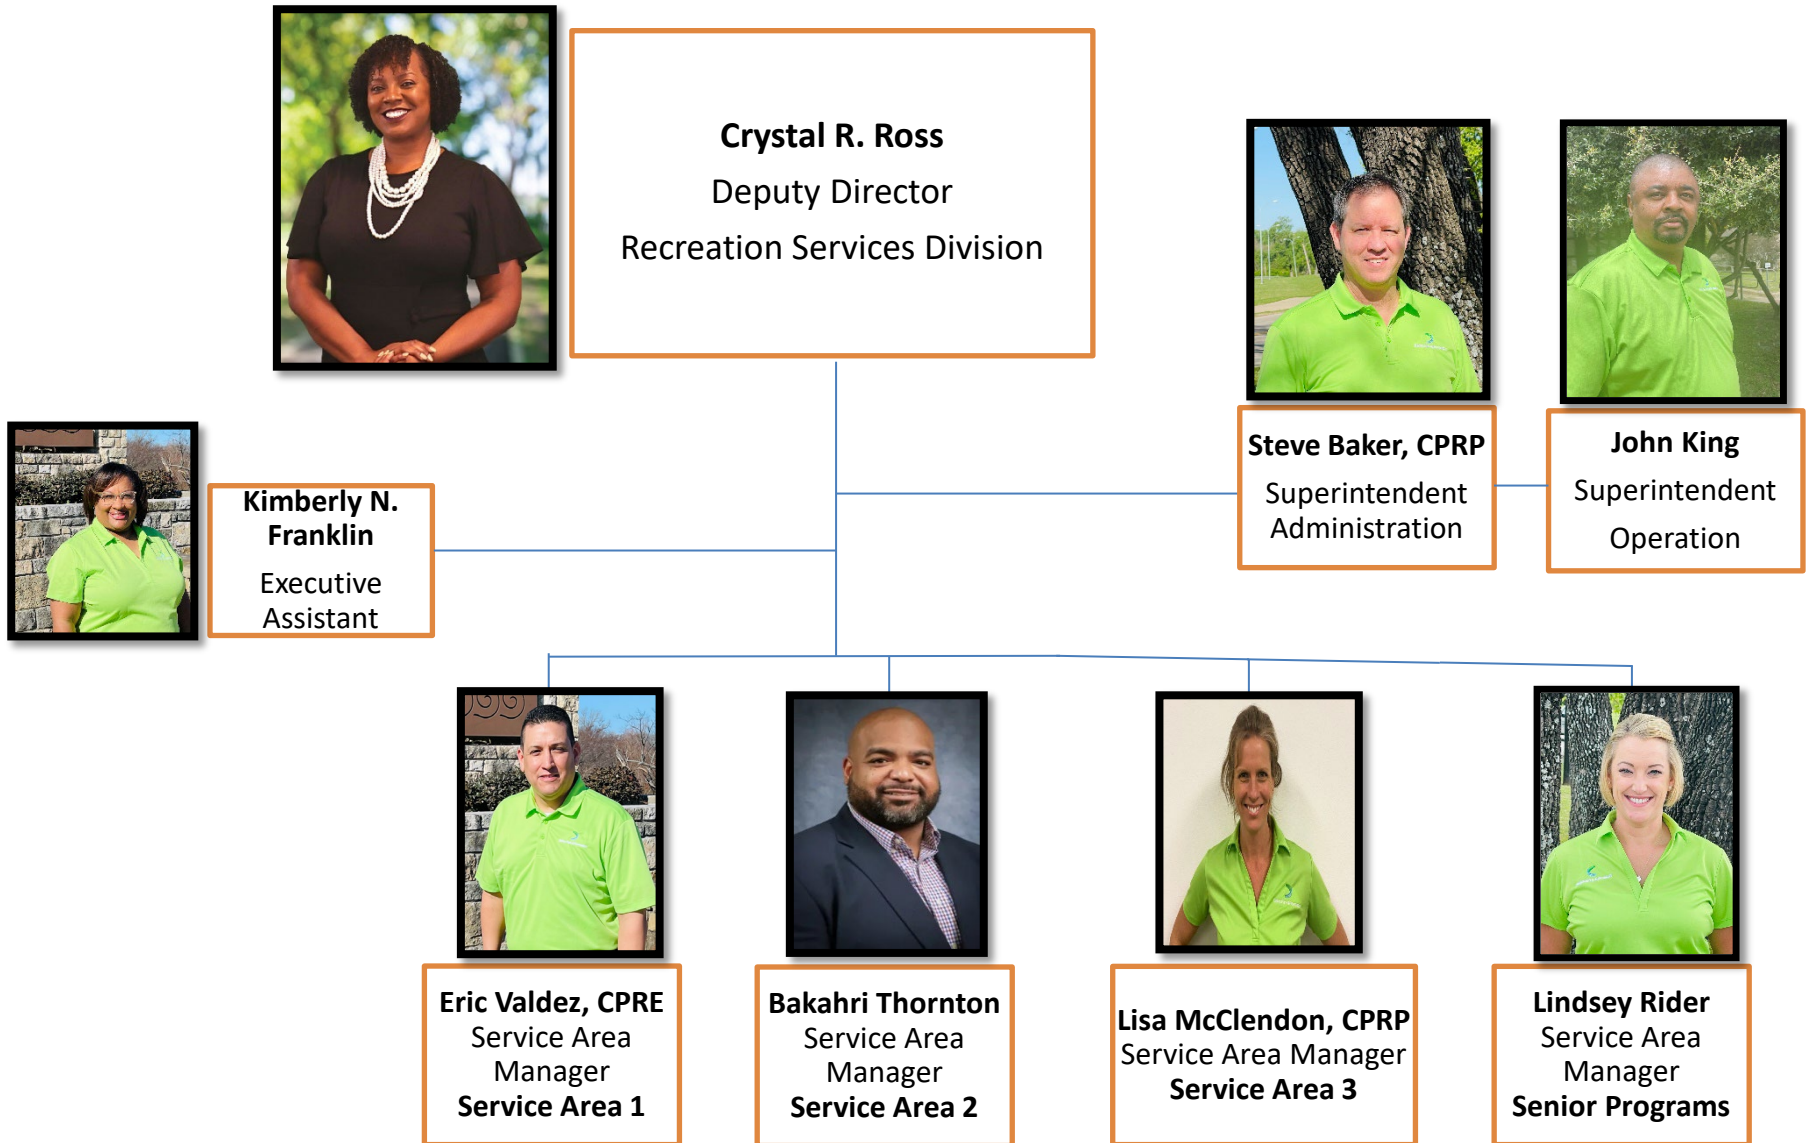 Crystal R. Ross
Deputy Director
Recreation Services Division
Steve Baker, CPRP
Superintendent
Administration
John King
Superintendent
Operation
Kimberly N.
Franklin
Executive
Assistant
Eric Valdez, CPRE
Service Area
Manager
Service Area 1
Bakahri Thornton
Service Area
Manager
Service Area 2
Lisa McClendon, CPRP
Service Area Manager
Service Area 3
Lindsey Rider
Service Area
Manager
Senior Programs